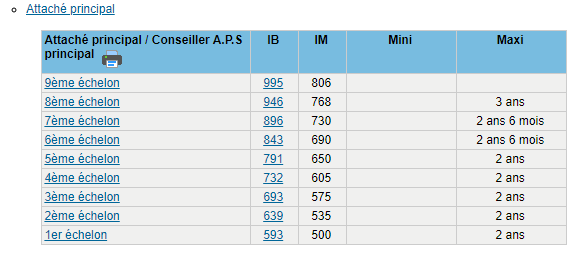 Attaché principal
Attaché principal / Conseiller A.P.S principal IB IM Mini Maxi
9ème échelon 995 806
8ème échelon 946 768 3 ans
7ème échelon 896 730 2 ans 6 mois
6ème échelon 843 690 2 ans 6 mois
5ème échelon 791 650 2 ans
4ème échelon 732 605 2 ans
3ème échelon 693 575 2 ans
2ème échelon 639 535 2 ans
1er échelon 593 500 2 ans